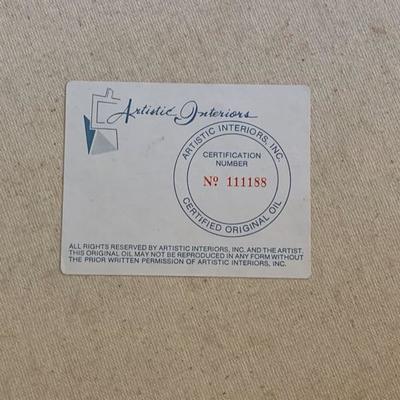 Artistic Interiors
ARTISTIC INTERIORS, INC.
CERTIFICATION
NUMBER
Nº 111188
CERTIFIED ORIGINAL OIL
ALL RIGHTS RESERVED BY ARTISTIC INTERIORS, INC. AND THE ARTIST.
THIS ORIGINAL OIL MAY NOT BE REPRODUCED IN ANY FORM WITHOUT
THE PRIOR WRITTEN PERMISSION OF ARTISTIC INTERIORS, INC.